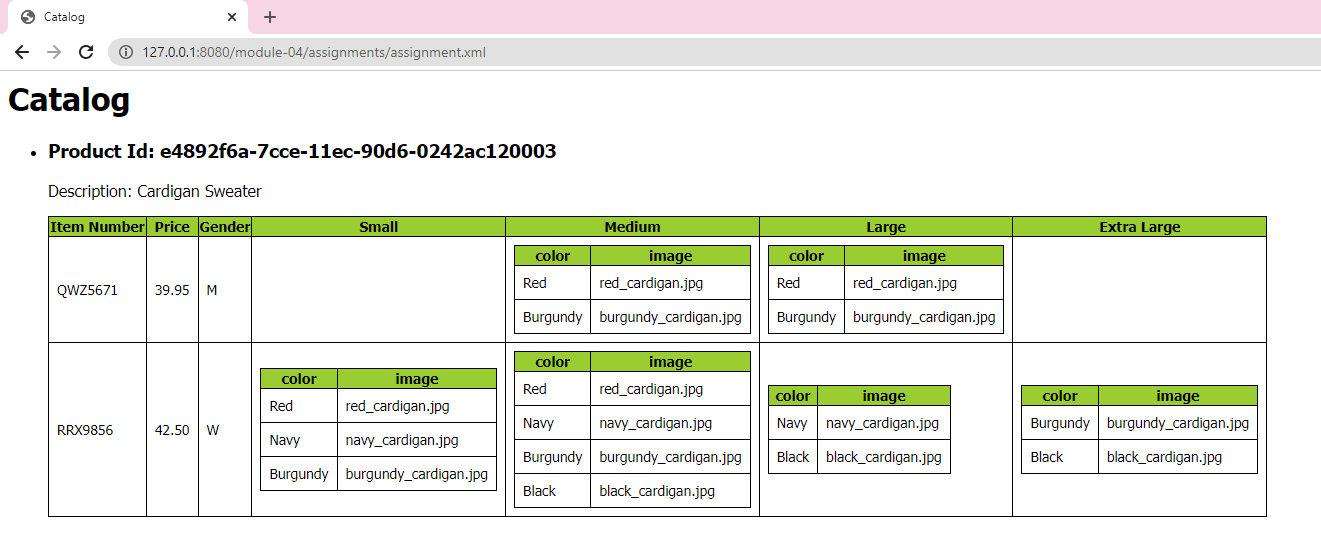 Catalog
127.0.0.1:8080/module-04/assignments/assignment.xml
Catalog
Product Id: e4892f6a-7cce-11ec-90d6-0242ac120003
Description: Cardigan Sweater
Item Number Price Gender Small Medium Large Extra Large
color image color image
Red red_cardigan.jpg Red red_cardigan.jpg
QWZ5671 39.95 M
Burgundy burgundy_cardigan.jpg Burgundy burgundy_cardigan.jpg
color image
Red red_cardigan.jpg
Navy navy_cardigan.jpg
Burgundy burgundy_cardigan.jpg
color image
Red red_cardigan.jpg
Navy navy_cardigan.jpg
Burgundy burgundy_cardigan.jpg
Black black_cardigan.jpg
color image
Navy navy_cardigan.jpg
Black black_cardigan.jpg
color image
Burgundy burgundy_cardigan.jpg
Black black_cardigan.jpg
RRX9856 42.50 W